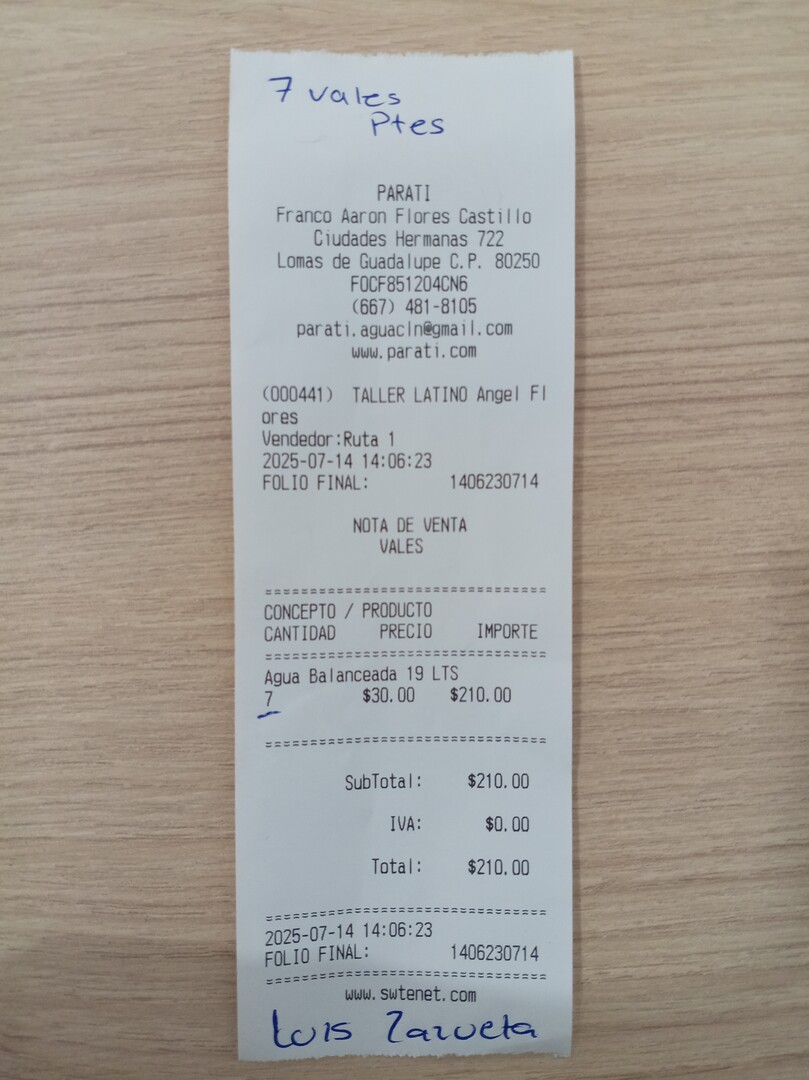 7 vales
Ptes
PARATI
Franco Aaron Flores Castillo
Ciudades Hermanas 722
Lomas de Guadalupe C.P. 80250
FOCF851204CN6
(667) 481-8105
parati.aguacln@gmail.com
www.parati.com
(000441) TALLER LATINO Angel Fl
ores
Vendedor:Ruta 1
2025-07-14 14:06:23
FOLIO FINAL: 1406230714
NOTA DE VENTA
VALES
================================
CONCEPTO / PRODUCTO
CANTIDAD PRECIO IMPORTE
================================
Agua Balanceada 19 LTS
7 $30.00 $210.00
================================
SubTotal: $210.00
IVA: $0.00
Total: $210.00
================================
2025-07-14 14:06:23
FOLIO FINAL: 1406230714
================================
www.swtenet.com
Luis Zazueta